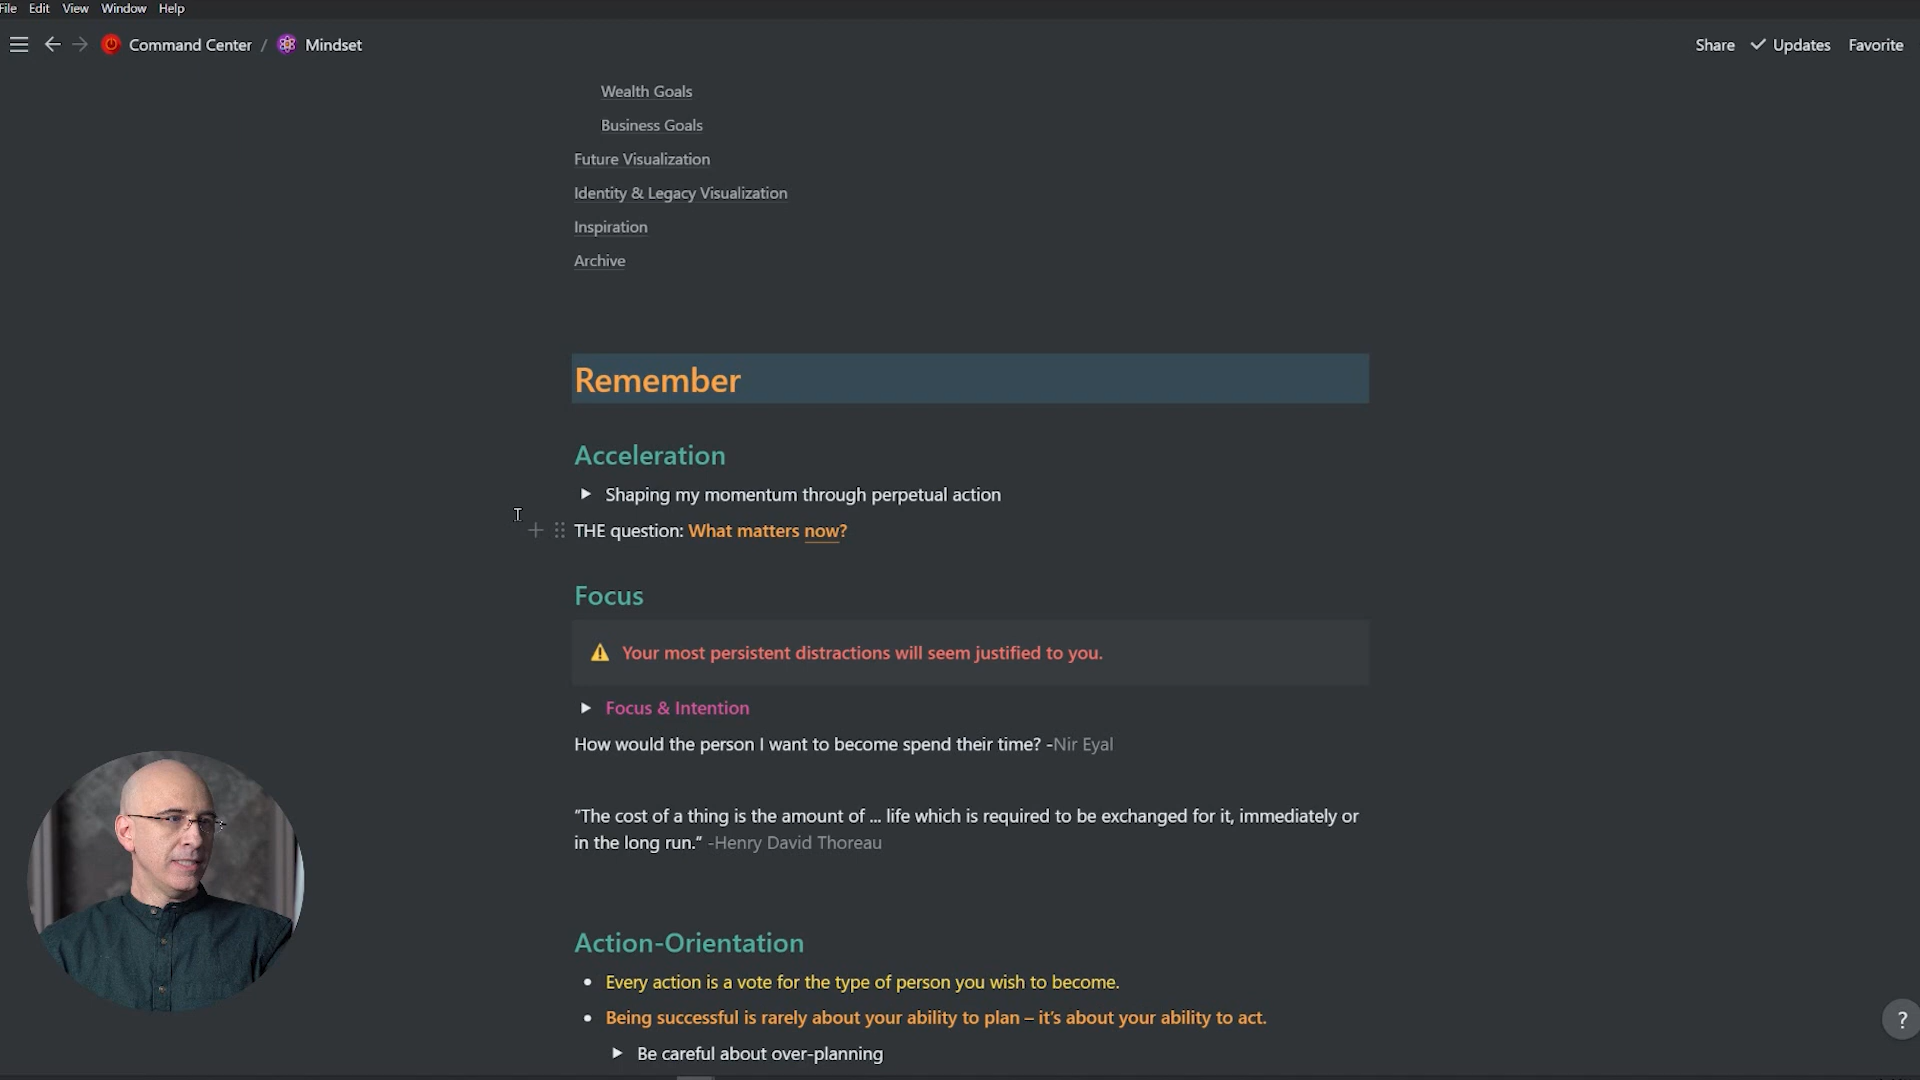 File Edit View Window Help
Command Center / Mindset
Share Updates Favorite
Wealth Goals
Business Goals
Future Visualization
Identity & Legacy Visualization
Inspiration
Archive
Remember
Acceleration
Shaping my momentum through perpetual action
THE question: What matters now?
Focus
Your most persistent distractions will seem justified to you.
Focus & Intention
How would the person I want to become spend their time? -Nir Eyal
“The cost of a thing is the amount of ... life which is required to be exchanged for it, immediately or
in the long run.” -Henry David Thoreau
Action-Orientation
Every action is a vote for the type of person you wish to become.
Being successful is rarely about your ability to plan – it’s about your ability to act.
Be careful about over-planning
?